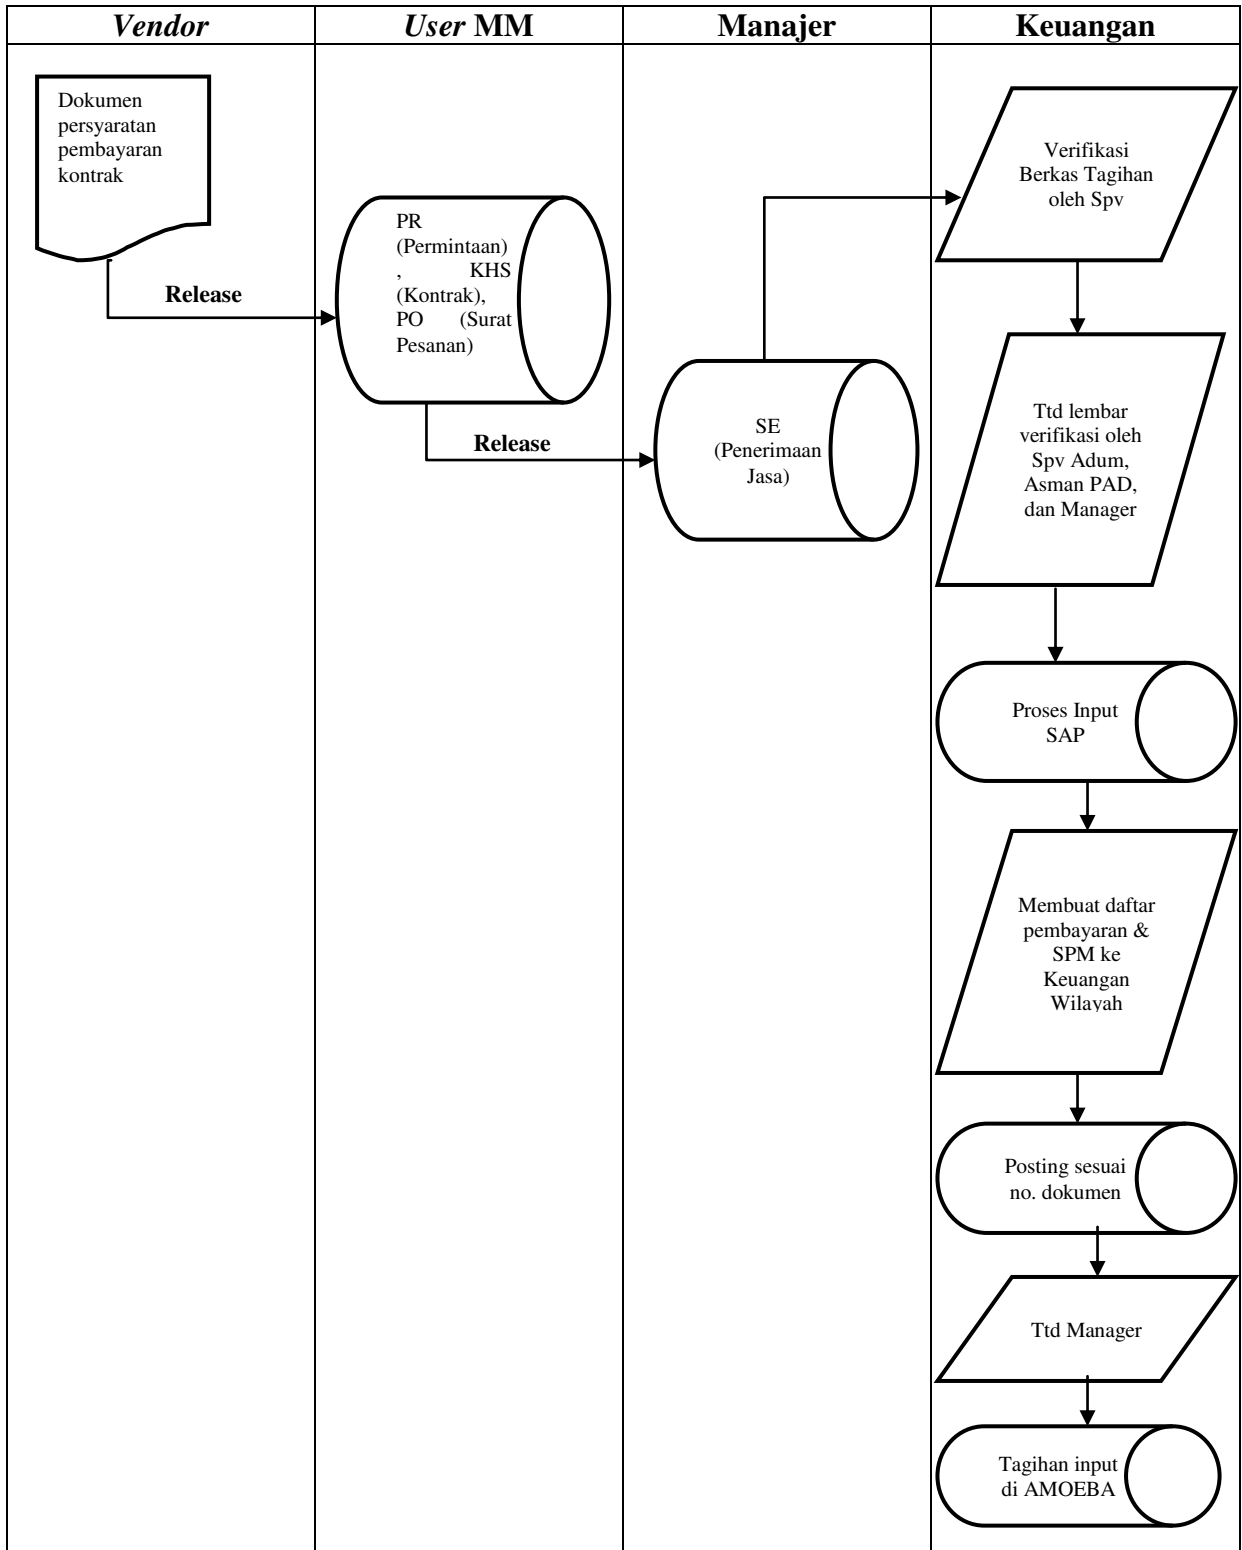 Vendor
User MM
Manajer
Keuangan
Dokumen
persyaratan
pembayaran
kontrak
Release
PR
(Permintaan)
, KHS
(Kontrak),
PO (Surat
Pesanan)
Release
SE
(Penerimaan
Jasa)
Verifikasi
Berkas Tagihan
oleh Spv
Ttd lembar
verifikasi oleh
Spv Adum,
Asman PAD,
dan Manager
Proses Input
SAP
Membuat daftar
pembayaran &
SPM ke
Keuangan
Wilayah
Posting sesuai
no. dokumen
Ttd Manager
Tagihan input
di AMOEBA